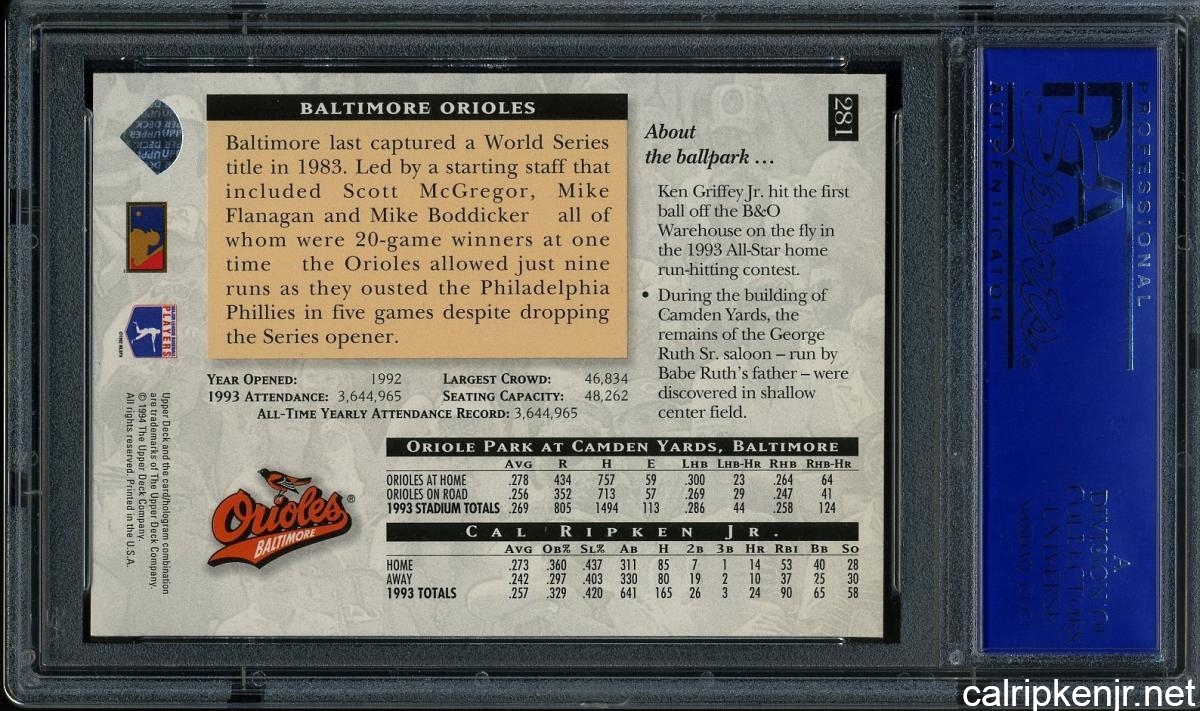 BALTIMORE ORIOLES
Baltimore last captured a World Series
title in 1983. Led by a starting staff that
included Scott McGregor, Mike
Flanagan and Mike Boddicker all of
whom were 20-game winners at one
time the Orioles allowed just nine
runs as they ousted the Philadelphia
Phillies in five games despite dropping
the Series opener.
281
About
the ballpark ...
Ken Griffey Jr. hit the first
ball off the B&O
Warehouse on the fly in
the 1993 All-Star home
run-hitting contest.
• During the building of
Camden Yards, the
remains of the George
Ruth Sr. saloon – run by
Babe Ruth's father – were
discovered in shallow
center field.
YEAR OPENED: 1992 LARGEST CROWD: 46,834
1993 ATTENDANCE: 3,644,965 SEATING CAPACITY: 48,262
ALL-TIME YEARLY ATTENDANCE RECORD: 3,644,965
ORIOLE PARK AT CAMDEN YARDS, BALTIMORE
AVG R H E LHB LHB-HR RHB RHB-HR
ORIOLES AT HOME .278 434 757 59 .300 23 .264 64
ORIOLES ON ROAD .256 352 713 57 .269 29 .247 41
1993 STADIUM TOTALS .269 805 1494 113 .286 44 .258 124
CAL RIPKEN JR.
AVG OB% SL% AB H 2B 3B HR RBI BB SO
HOME .273 .360 .437 311 85 7 1 14 53 40 28
AWAY .242 .297 .403 330 80 19 2 10 37 25 30
1993 TOTALS .257 .329 .420 641 165 26 3 24 90 65 58
Orioles®
BALTIMORE
MAJOR LEAGUE BASEBALL
PLAYERS
Upper Deck and the card/hologram combination
are trademarks of The Upper Deck Company.
© 1994 The Upper Deck Company.
All rights reserved. Printed in the U.S.A.
PROFESSIONAL
PSA
AUTHENTICATOR
A
DIVISION OF
COLLECTORS
UNIVERSE
calripkenjr.net